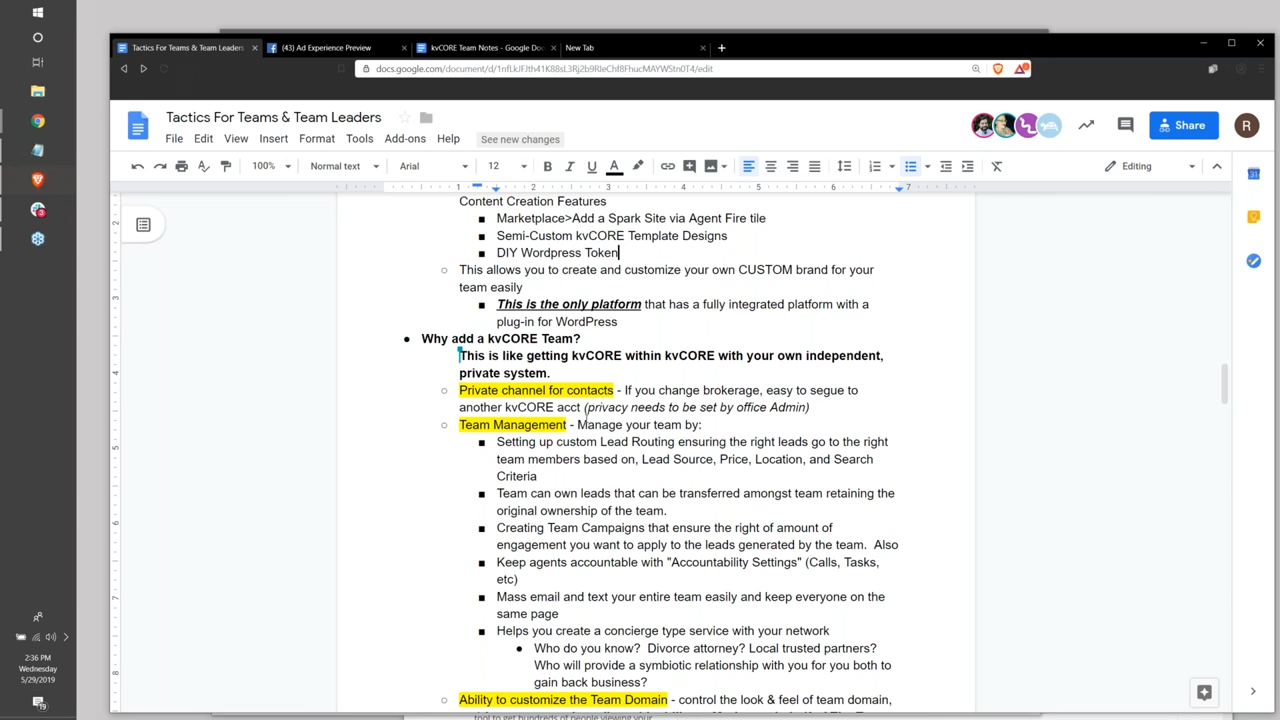 Tactics For Teams & Team Leaders
(43) Ad Experience Preview
kvCORE Team Notes - Google Doc
New Tab
Tactics For Teams & Team Leaders
File Edit View Insert Format Tools Add-ons Help See new changes
Share
R
100% Normal text Arial 12 Editing
1 2 3 4 5 6 7
Content Creation Features
■ Marketplace>Add a Spark Site via Agent Fire tile
■ Semi-Custom kvCORE Template Designs
■ DIY Wordpress Token
○ This allows you to create and customize your own CUSTOM brand for your
team easily
■ This is the only platform that has a fully integrated platform with a
plug-in for WordPress
● Why add a kvCORE Team?
This is like getting kvCORE within kvCORE with your own independent,
private system.
○ Private channel for contacts - If you change brokerage, easy to segue to
another kvCORE acct (privacy needs to be set by office Admin)
○ Team Management - Manage your team by:
■ Setting up custom Lead Routing ensuring the right leads go to the right
team members based on, Lead Source, Price, Location, and Search
Criteria
■ Team can own leads that can be transferred amongst team retaining the
original ownership of the team.
■ Creating Team Campaigns that ensure the right of amount of
engagement you want to apply to the leads generated by the team. Also
■ Keep agents accountable with "Accountability Settings" (Calls, Tasks,
etc)
■ Mass email and text your entire team easily and keep everyone on the
same page
■ Helps you create a concierge type service with your network
● Who do you know? Divorce attorney? Local trusted partners?
Who will provide a symbiotic relationship with you for you both to
gain back business?
○ Ability to customize the Team Domain - control the look & feel of team domain,
2:36 PM
Wednesday
5/29/2019